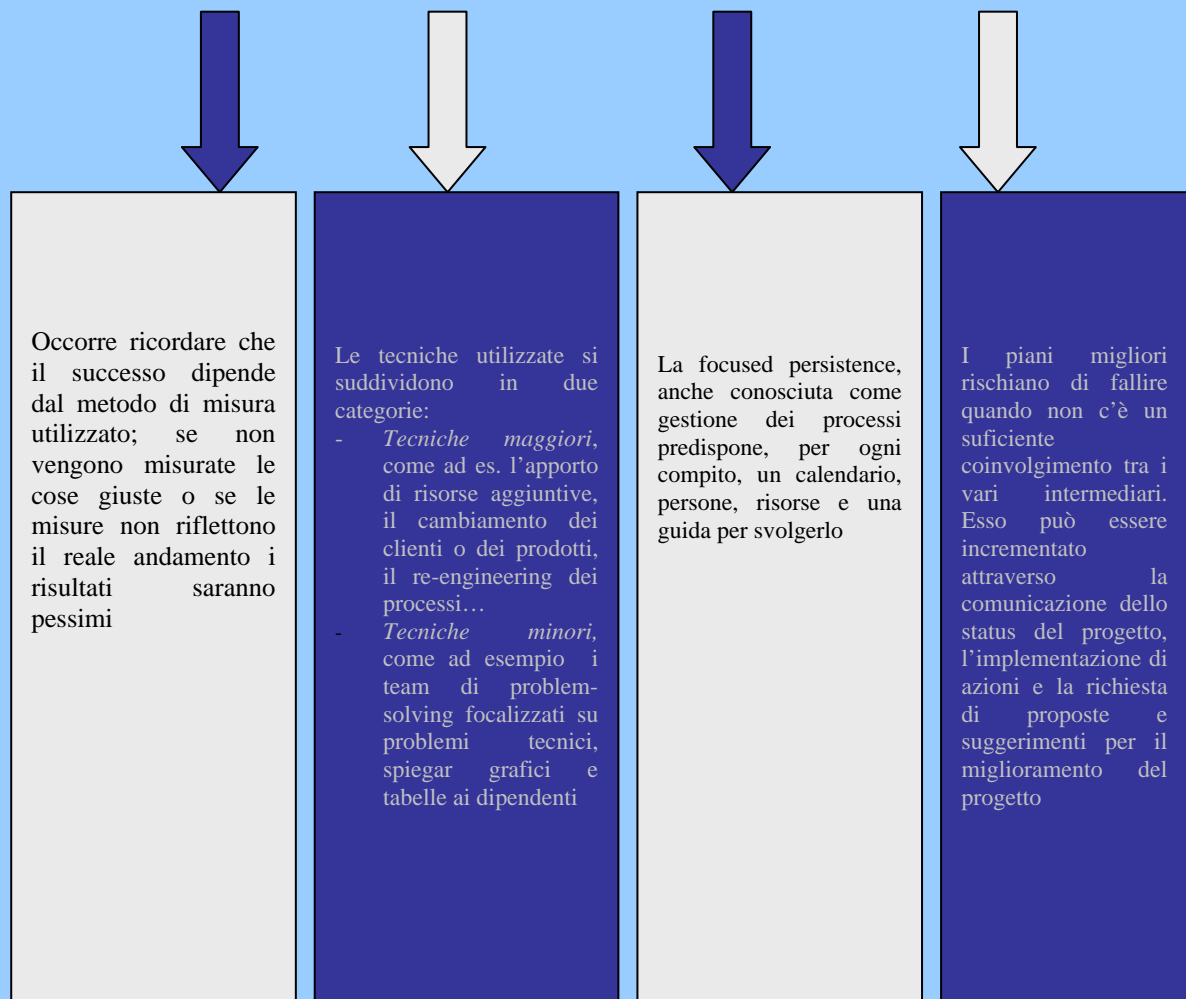 Occorre ricordare che
il successo dipende
dal metodo di misura
utilizzato; se non
vengono misurate le
cose giuste o se le
misure non riflettono
il reale andamento i
risultati saranno
pessimi
Le tecniche utilizzate si
suddividono in due
categorie:
- Tecniche maggiori,
come ad es. l’apporto
di risorse aggiuntive,
il cambiamento dei
clienti o dei prodotti,
il re-engineering dei
processi…
- Tecniche minori,
come ad esempio i
team di problem-
solving focalizzati su
problemi tecnici,
spiegar grafici e
tabelle ai dipendenti
La focused persistence,
anche conosciuta come
gestione dei processi
predispone, per ogni
compito, un calendario,
persone, risorse e una
guida per svolgerlo
I piani migliori
rischiano di fallire
quando non c’è un
suficiente
coinvolgimento tra i
vari intermediari.
Esso può essere
incrementato
attraverso la
comunicazione dello
status del progetto,
l’implementazione di
azioni e la richiesta
di proposte e
suggerimenti per il
miglioramento del
progetto